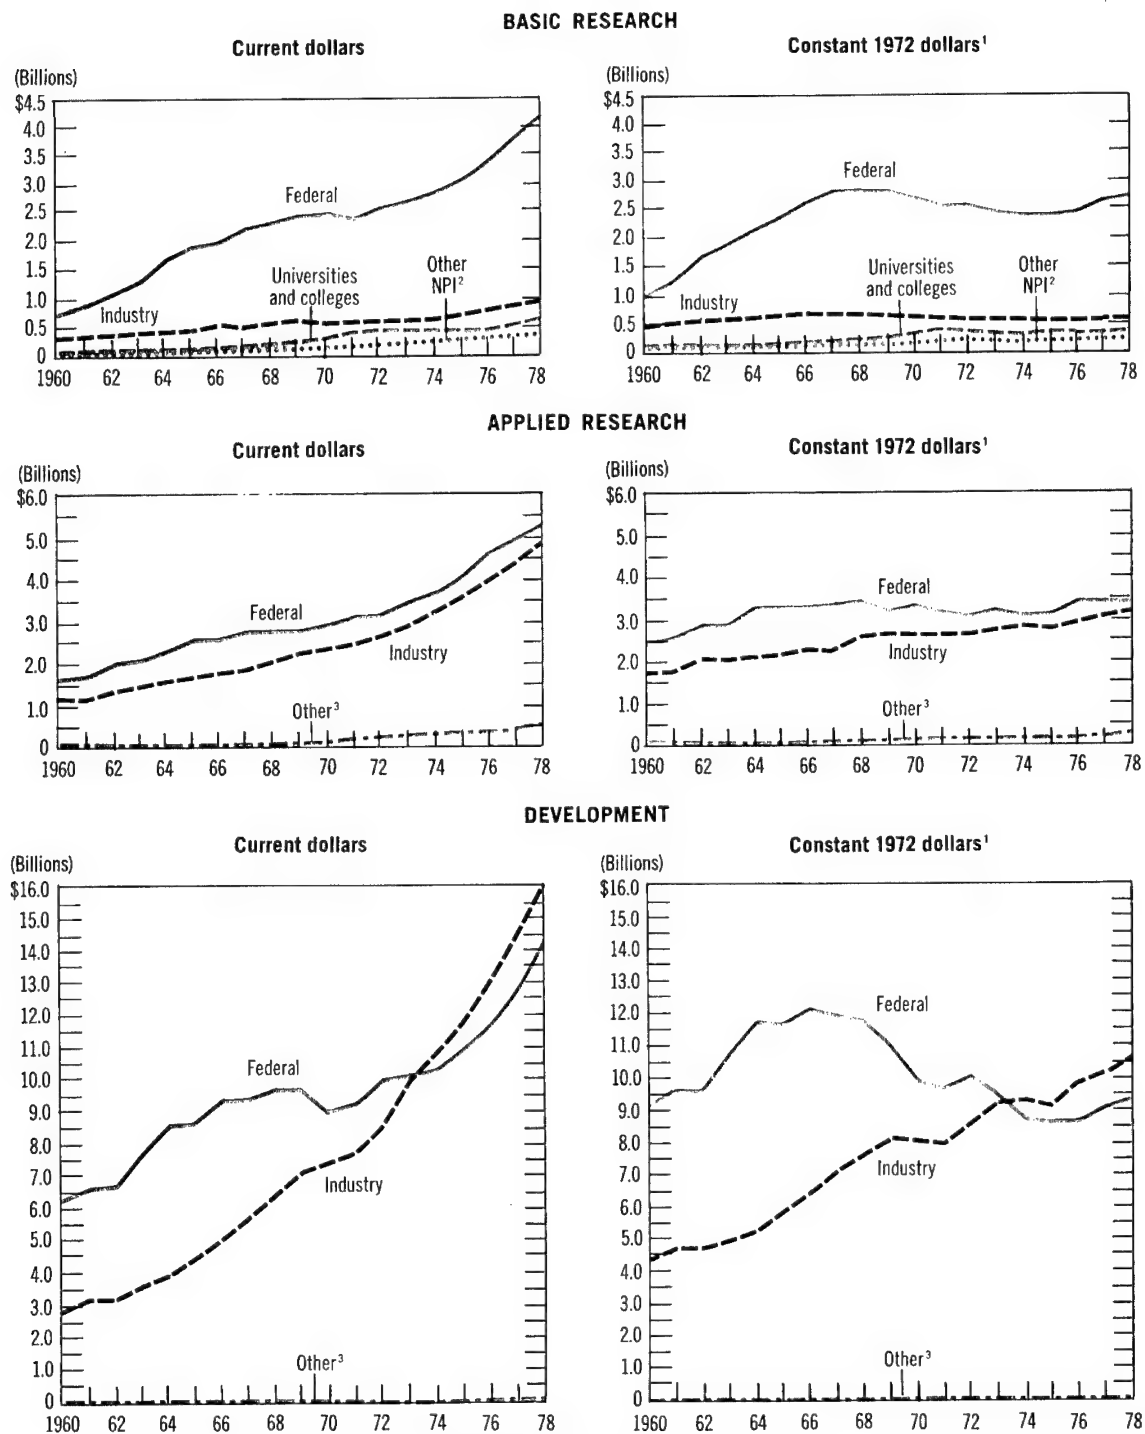 BASIC RESEARCH
Current dollars
(Billions)
$4.5
4.0
3.5
3.0
2.5
2.0
1.5
1.0
0.5
0
Federal
Universities
and colleges
Other
NPI²
Industry
1960 62 64 66 68 70 72 74 76 78
Constant 1972 dollars¹
(Billions)
$4.5
4.0
3.5
3.0
2.5
2.0
1.5
1.0
0.5
0
Federal
Universities
and colleges
Other
NPI²
Industry
1960 62 64 66 68 70 72 74 76 78
APPLIED RESEARCH
Current dollars
(Billions)
$6.0
5.0
4.0
3.0
2.0
1.0
0
Federal
Industry
Other³
1960 62 64 66 68 70 72 74 76 78
Constant 1972 dollars¹
(Billions)
$6.0
5.0
4.0
3.0
2.0
1.0
0
Federal
Industry
Other³
1960 62 64 66 68 70 72 74 76 78
DEVELOPMENT
Current dollars
(Billions)
$16.0
15.0
14.0
13.0
12.0
11.0
10.0
9.0
8.0
7.0
6.0
5.0
4.0
3.0
2.0
1.0
0
Federal
Industry
Other³
1960 62 64 66 68 70 72 74 76 78
Constant 1972 dollars¹
(Billions)
$16.0
15.0
14.0
13.0
12.0
11.0
10.0
9.0
8.0
7.0
6.0
5.0
4.0
3.0
2.0
1.0
0
Federal
Industry
Other³
1960 62 64 66 68 70 72 74 76 78